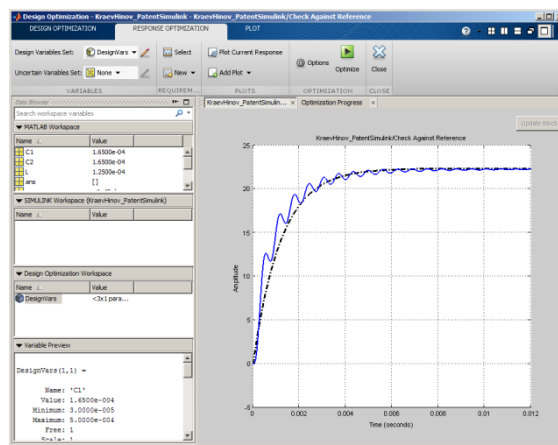 Design Optimization - KraevHinov_PatentSimulink - KraevHinov_PatentSimulink/Check Against Reference
DESIGN OPTIMIZATION RESPONSE OPTIMIZATION PLOT
Design Variables Set: DesignVars Select Plot Current Response Options Optimize Close
Uncertain Variables Set: None New Add Plot
VARIABLES REQUIREM... PLOTS OPTIMIZATION CLOSE
Data Browser
Search workspace variables
MATLAB Workspace
Name Value
C1 1.6500e-04
C2 1.6500e-04
L 1.2500e-04
ans []
SIMULINK Workspace (KraevHinov_PatentSimulink)
Name Value
Design Optimization Workspace
Name Value
DesignVars <3x1 para...
Variable Preview
DesignVars(1,1) =
Name: 'C1'
Value: 1.6500e-004
Minimum: 3.0000e-005
Maximum: 5.0000e-004
Free: 1
Scale: 1
KraevHinov_PatentSimulin... × Optimization Progress ×
Update Block
KraevHinov_PatentSimulink/Check Against Reference
25
20
15
10
5
0
-5
Amplitude
0 0.002 0.004 0.006 0.008 0.01 0.012
Time (seconds)